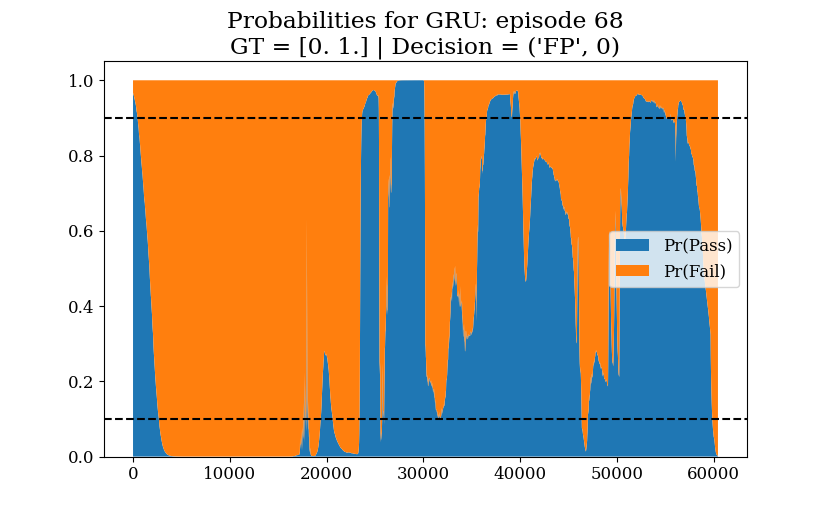 Probabilities for GRU: episode 68
GT = [0. 1.] | Decision = ('FP', 0)
1.0
0.8
0.6
0.4
0.2
0.0
Pr(Pass)
Pr(Fail)
0 10000 20000 30000 40000 50000 60000